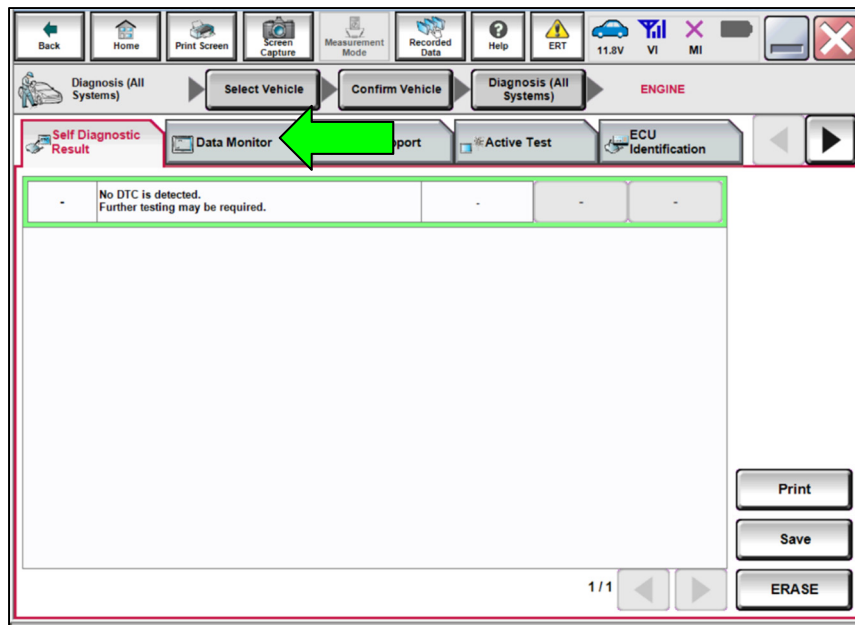 Back
Home
Print Screen
Screen
Capture
Measurement
Mode
Recorded
Data
Help
ERT
11.8V
VI
MI
Diagnosis (All
Systems)
Select Vehicle
Confirm Vehicle
Diagnosis (All
Systems)
ENGINE
Self Diagnostic
Result
Data Monitor
Active Test
ECU
Identification
-
No DTC is detected.
Further testing may be required.
-
-
-
Print
Save
1/1
ERASE